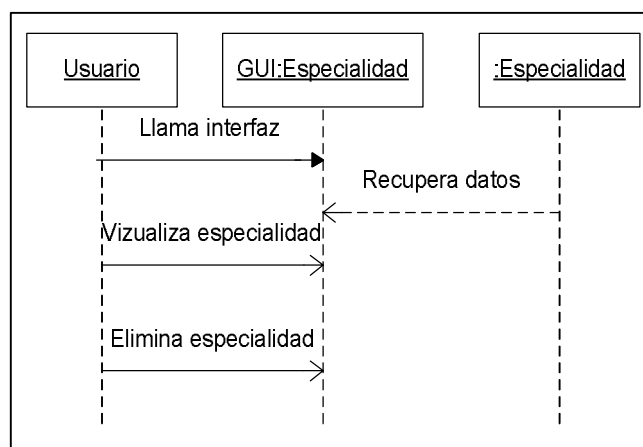 Usuario
GUI:Especialidad
:Especialidad
Llama interfaz
Recupera datos
Vizualiza especialidad
Elimina especialidad